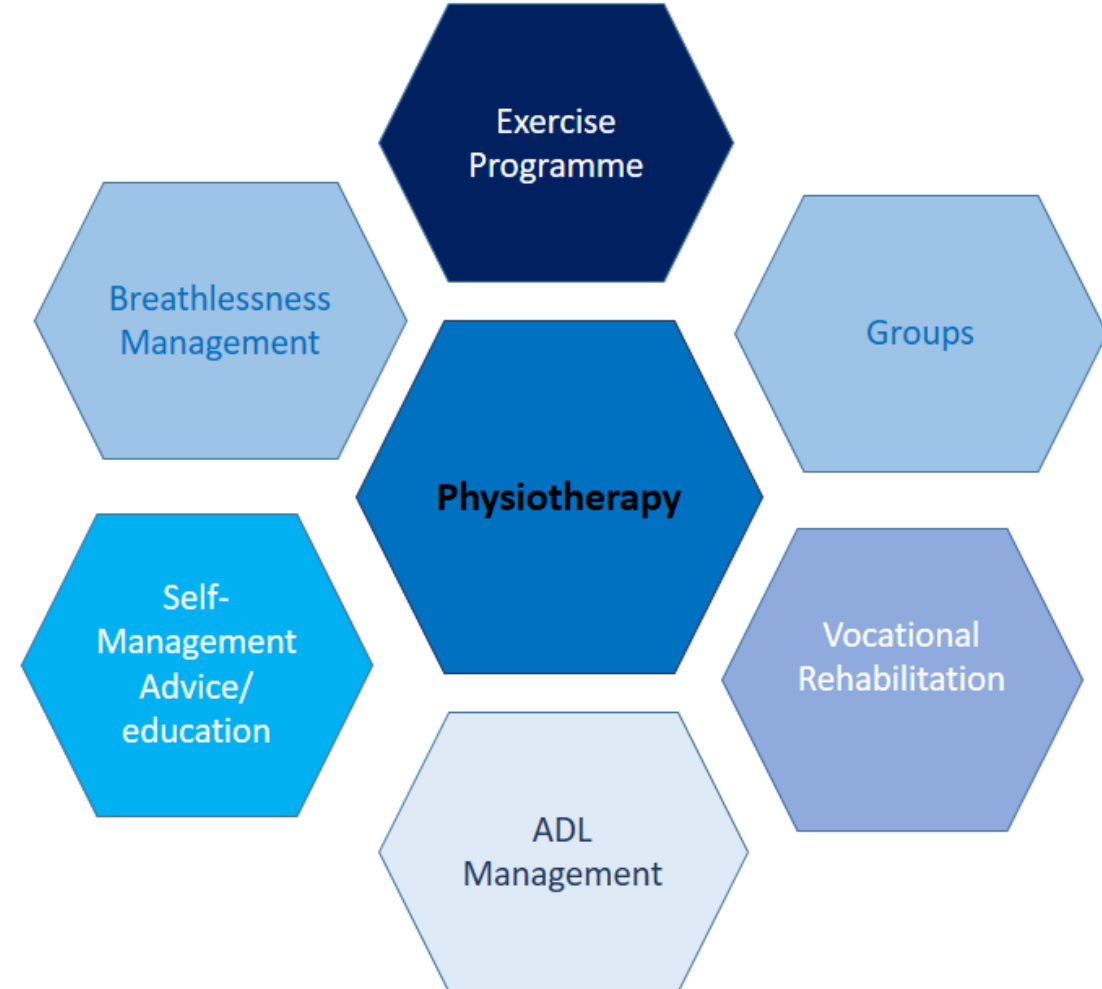 Exercise
Programme
Breathlessness
Management
Groups
Physiotherapy
Self-
Management
Advice/
education
Vocational
Rehabilitation
ADL
Management